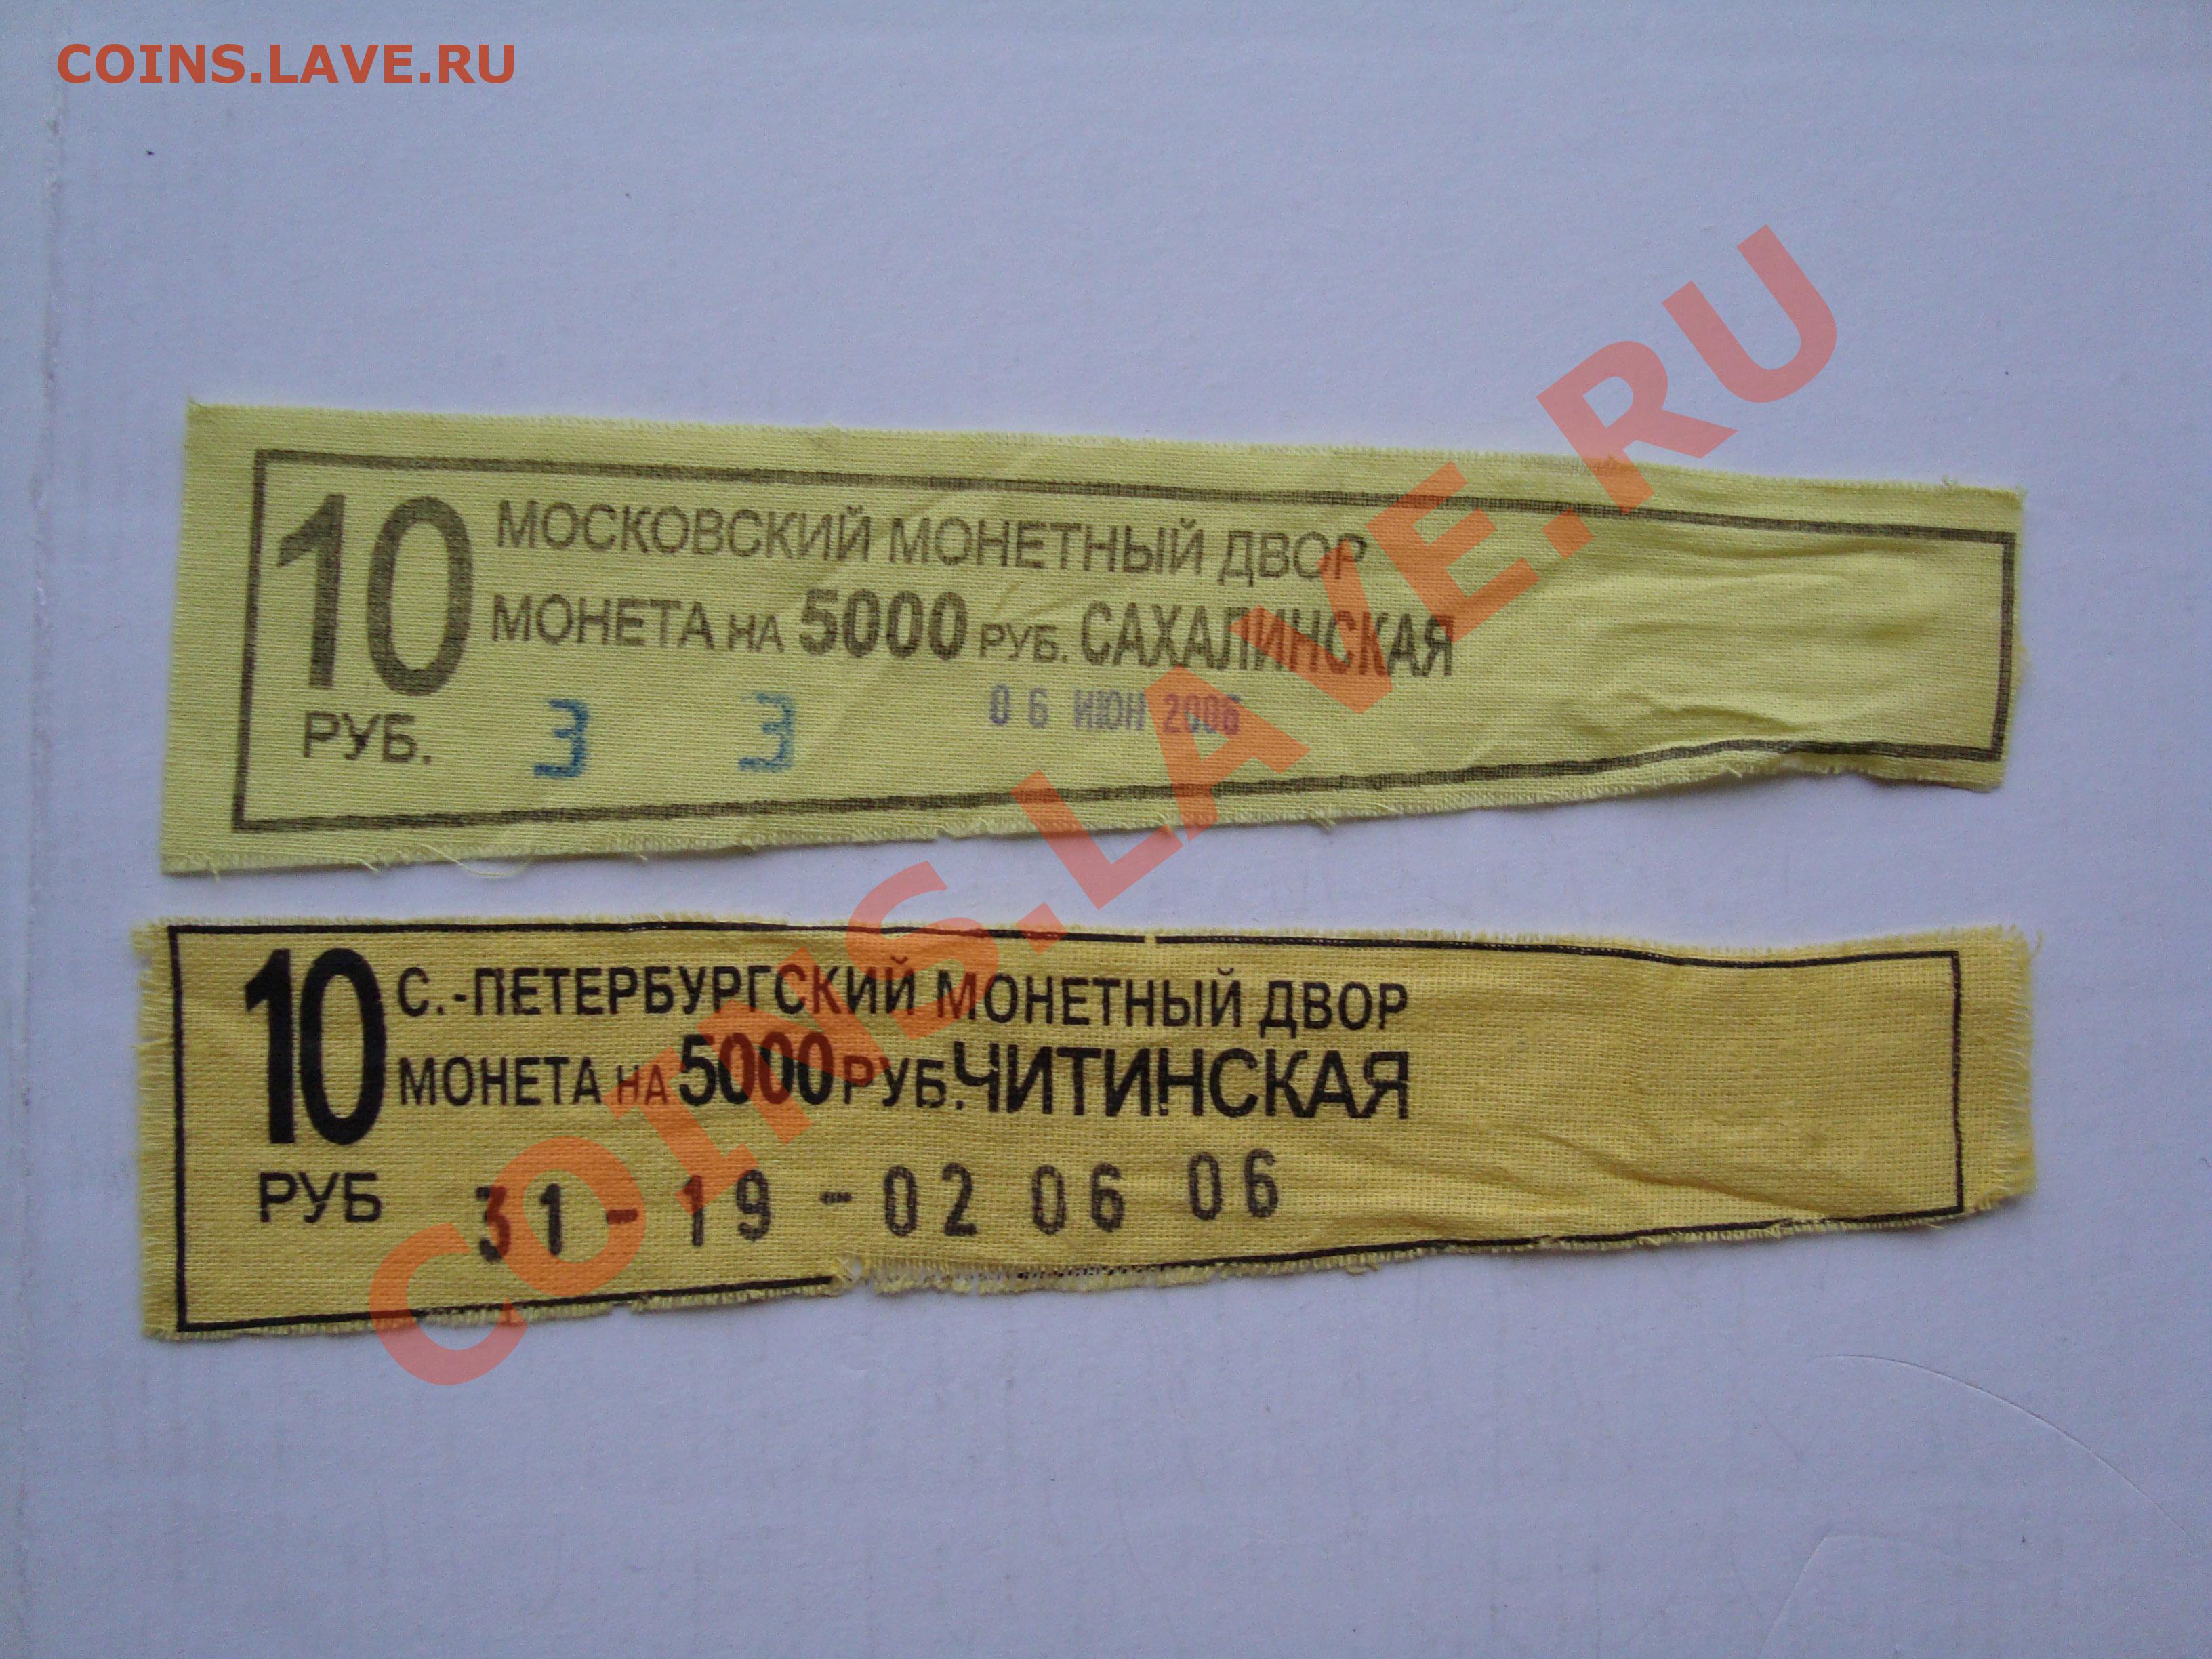 COINS.LAVE.RU
10 МОСКОВСКИЙ МОНЕТНЫЙ ДВОР
МОНЕТА НА 5000 РУБ. САХАЛИНСКАЯ
РУБ. 3 3 06 ИЮН 2006
10 С.-ПЕТЕРБУРГСКИЙ МОНЕТНЫЙ ДВОР
МОНЕТА НА 5000 РУБ. ЧИТИНСКАЯ
РУБ 31-19-02 06 06
COINS.LAVE.RU